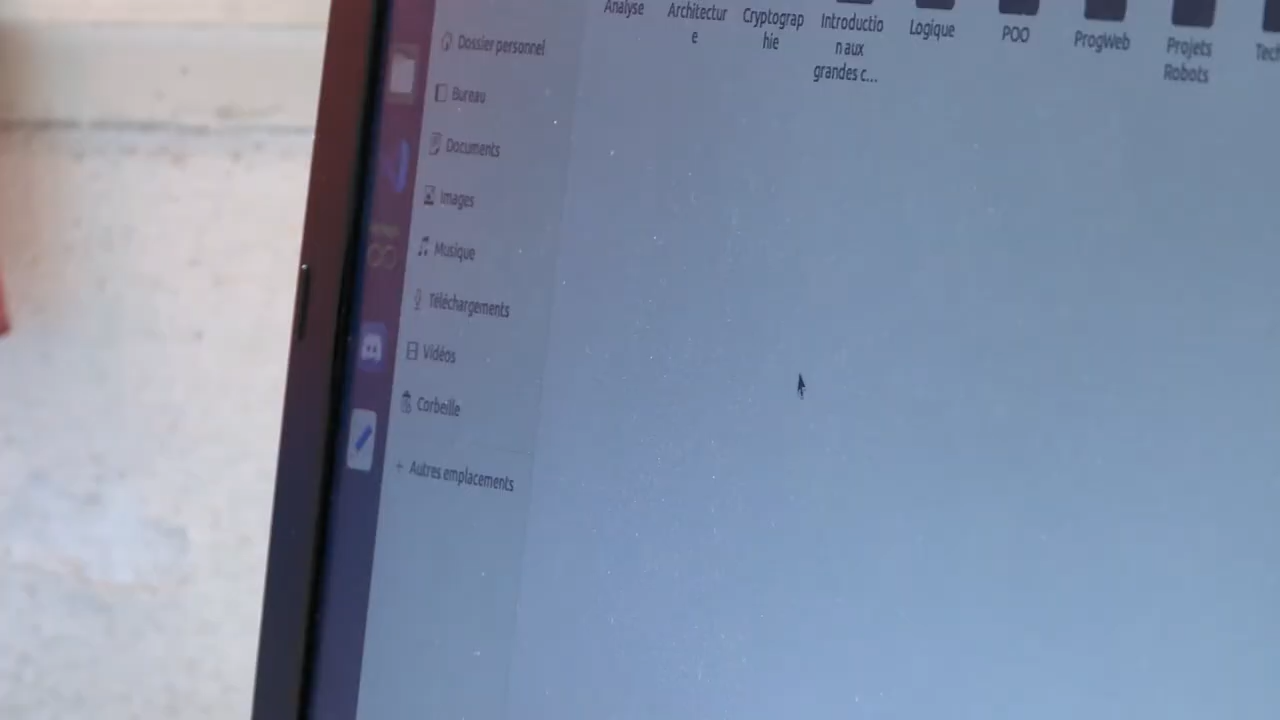 Analyse
Architectur
e
Cryptograp
hie
Introductio
n aux
grandes c...
Logique
POO
ProgWeb
Projets
Robots
Tech
Dossier personnel
Bureau
Documents
Images
Musique
Téléchargements
Vidéos
Corbeille
+ Autres emplacements